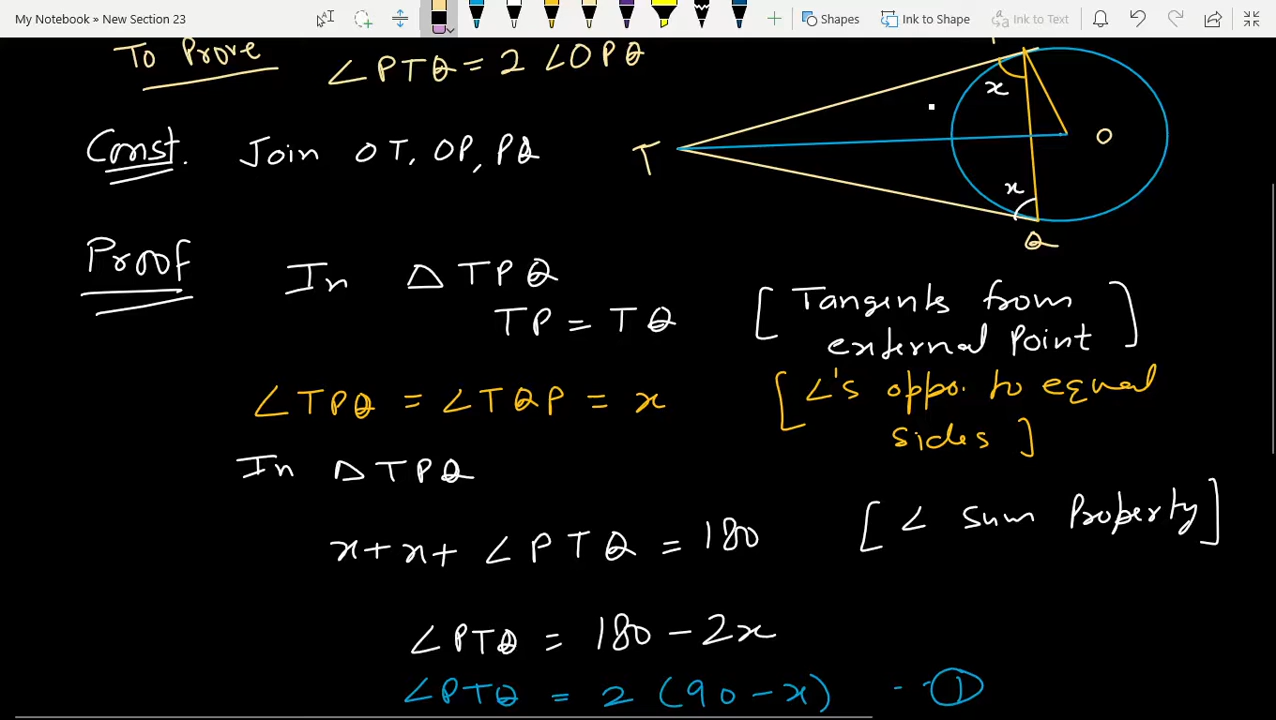 My Notebook » New Section 23
Shapes
Ink to Shape
Ink to Text
To Prove ∠PTQ = 2 ∠OPQ
Const. Join OT, OP, PQ
T
x
x
O
Q
Proof In △ TPQ
TP = TQ [Tangents from
external Point]
∠TPQ = ∠TQP = x [∠'s oppo. to equal
sides]
In △ TPQ
x+x+ ∠PTQ = 180 [∠ Sum Property]
∠PTQ = 180 - 2x
∠PTQ = 2 (90 - x) -- ①